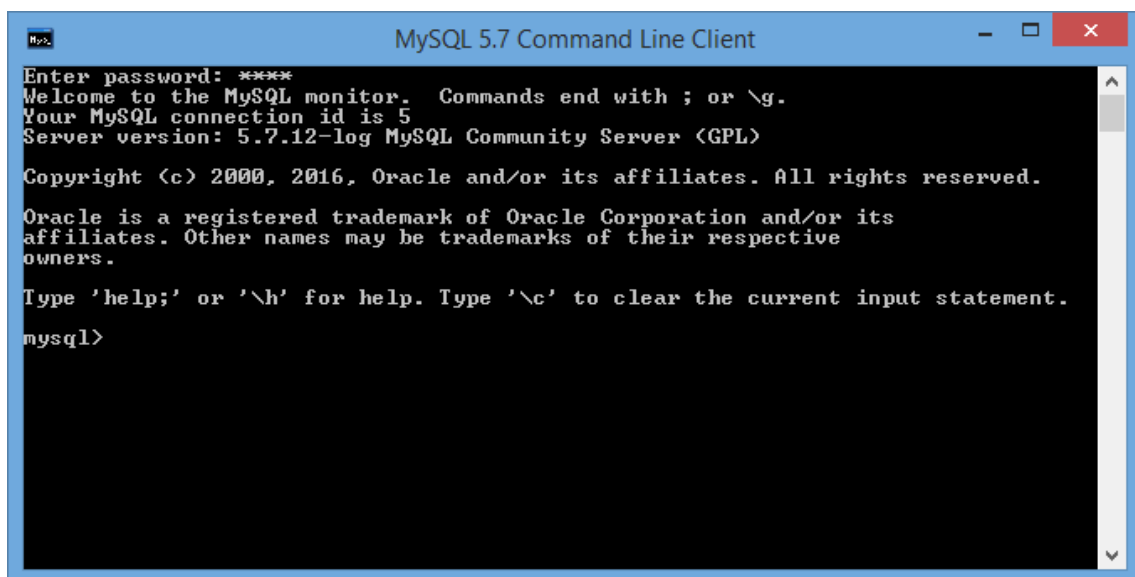 MySQL 5.7 Command Line Client
Enter password: ****
Welcome to the MySQL monitor.  Commands end with ; or \g.
Your MySQL connection id is 5
Server version: 5.7.12-log MySQL Community Server (GPL)
Copyright (c) 2000, 2016, Oracle and/or its affiliates. All rights reserved.
Oracle is a registered trademark of Oracle Corporation and/or its
affiliates. Other names may be trademarks of their respective
owners.
Type 'help;' or '\h' for help. Type '\c' to clear the current input statement.
mysql>